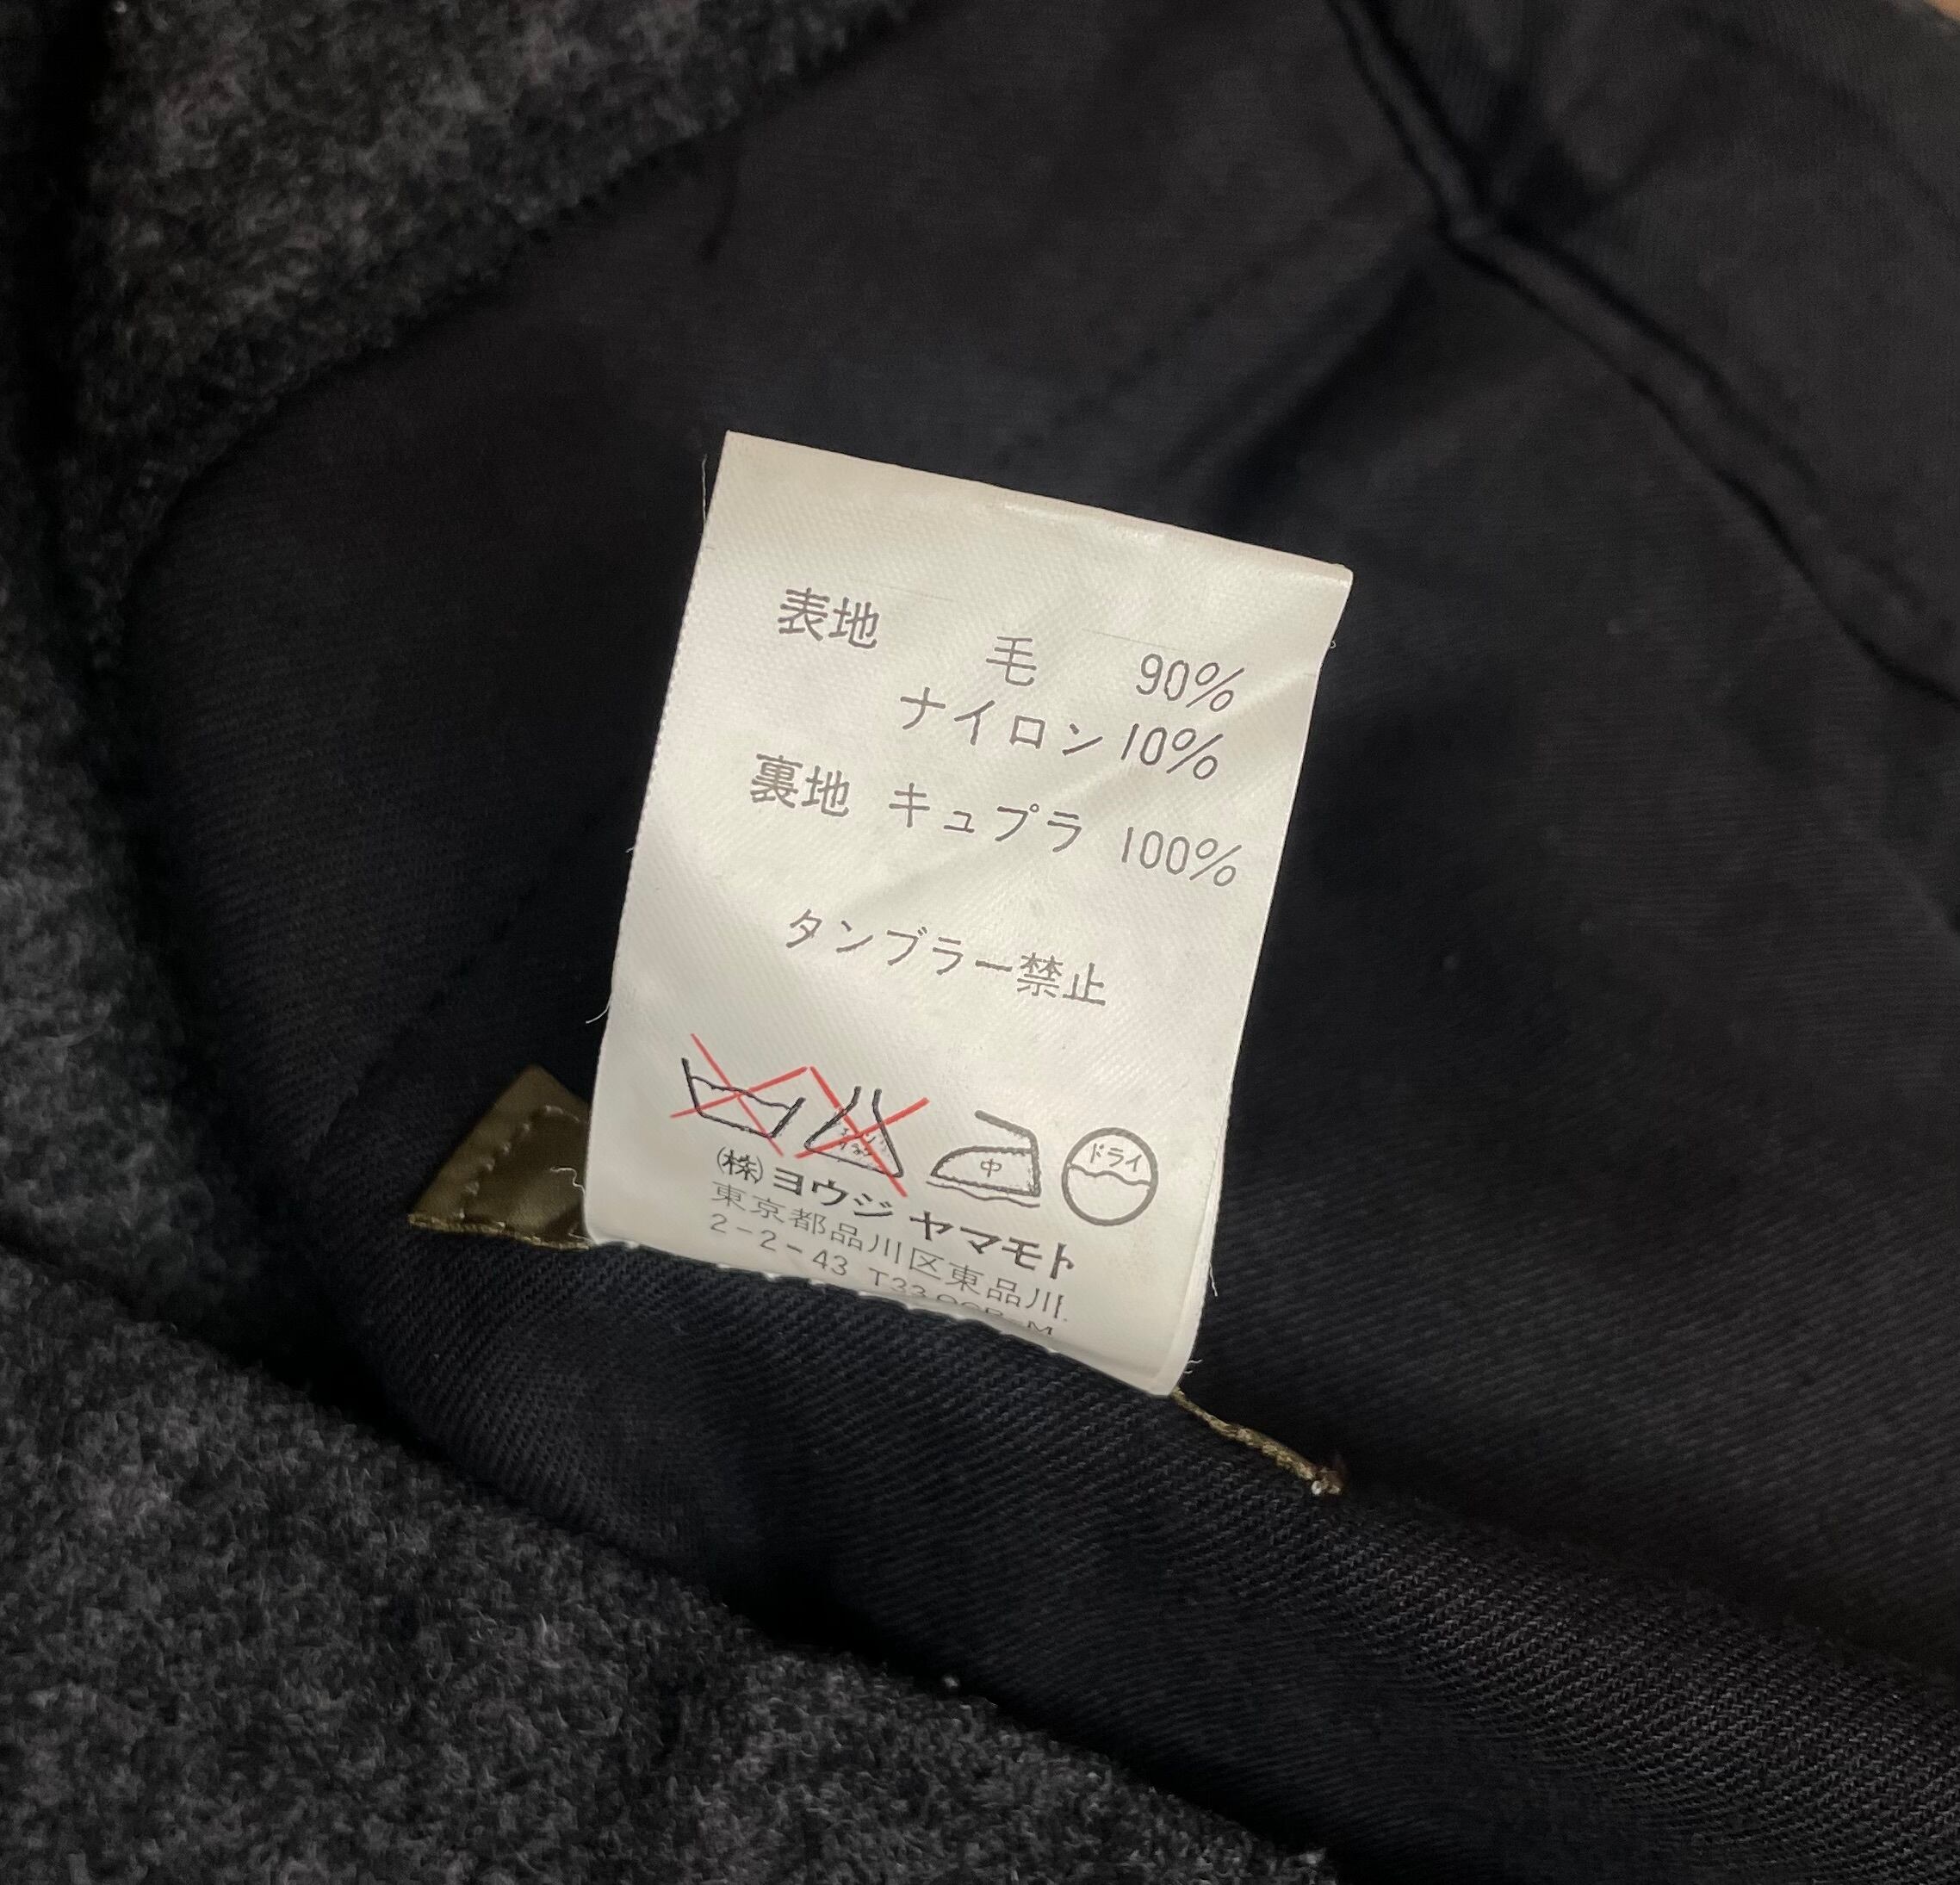 表地 毛 90%
ナイロン 10%
裏地 キュプラ 100%
タンブラー禁止
中 ドライ
(株)ヨウジ ヤマモト
東京都品川区東品川
2-2-43